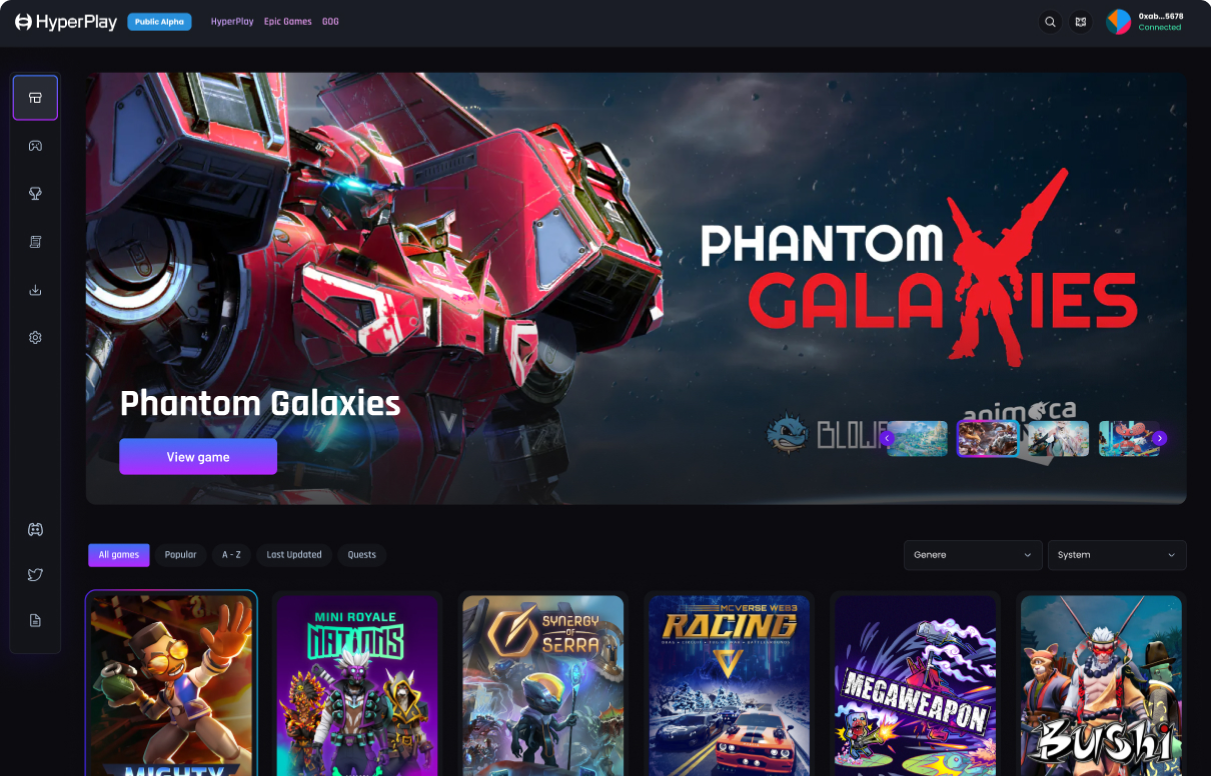 HyperPlay
Public Alpha
HyperPlay Epic Games GOG
0xab...5678
Connected
PHANTOM
GALAXIES
Phantom Galaxies
View game
BLOWF
animoca
All games
Popular
A - Z
Last Updated
Quests
Genere
System
MINI ROYALE
NATIONS
SYNERGY
OF
SERRA
MCVERSE WEB3
RACING
MEGAWEAPON
BUSHI
MIGHTY